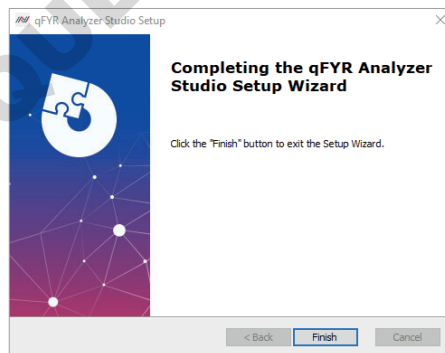 qFYR Analyzer Studio Setup
Completing the qFYR Analyzer
Studio Setup Wizard
Click the "Finish" button to exit the Setup Wizard.
< Back Finish Cancel